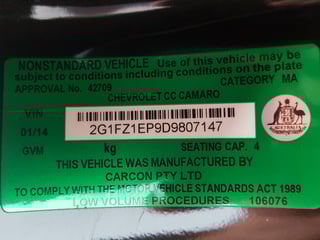 NONSTANDARD VEHICLE Use of this vehicle may be
subject to conditions including conditions on the plate
APPROVAL No. 42709 CATEGORY MA
CHEVROLET CC CAMARO
VIN
01/14 2G1FZ1EP9D9807147
AUSTRALIA
GVM kg SEATING CAP. 4
THIS VEHICLE WAS MANUFACTURED BY
CARCON PTY LTD
TO COMPLY WITH THE MOTOR VEHICLE STANDARDS ACT 1989
LOW VOLUME PROCEDURES 106076